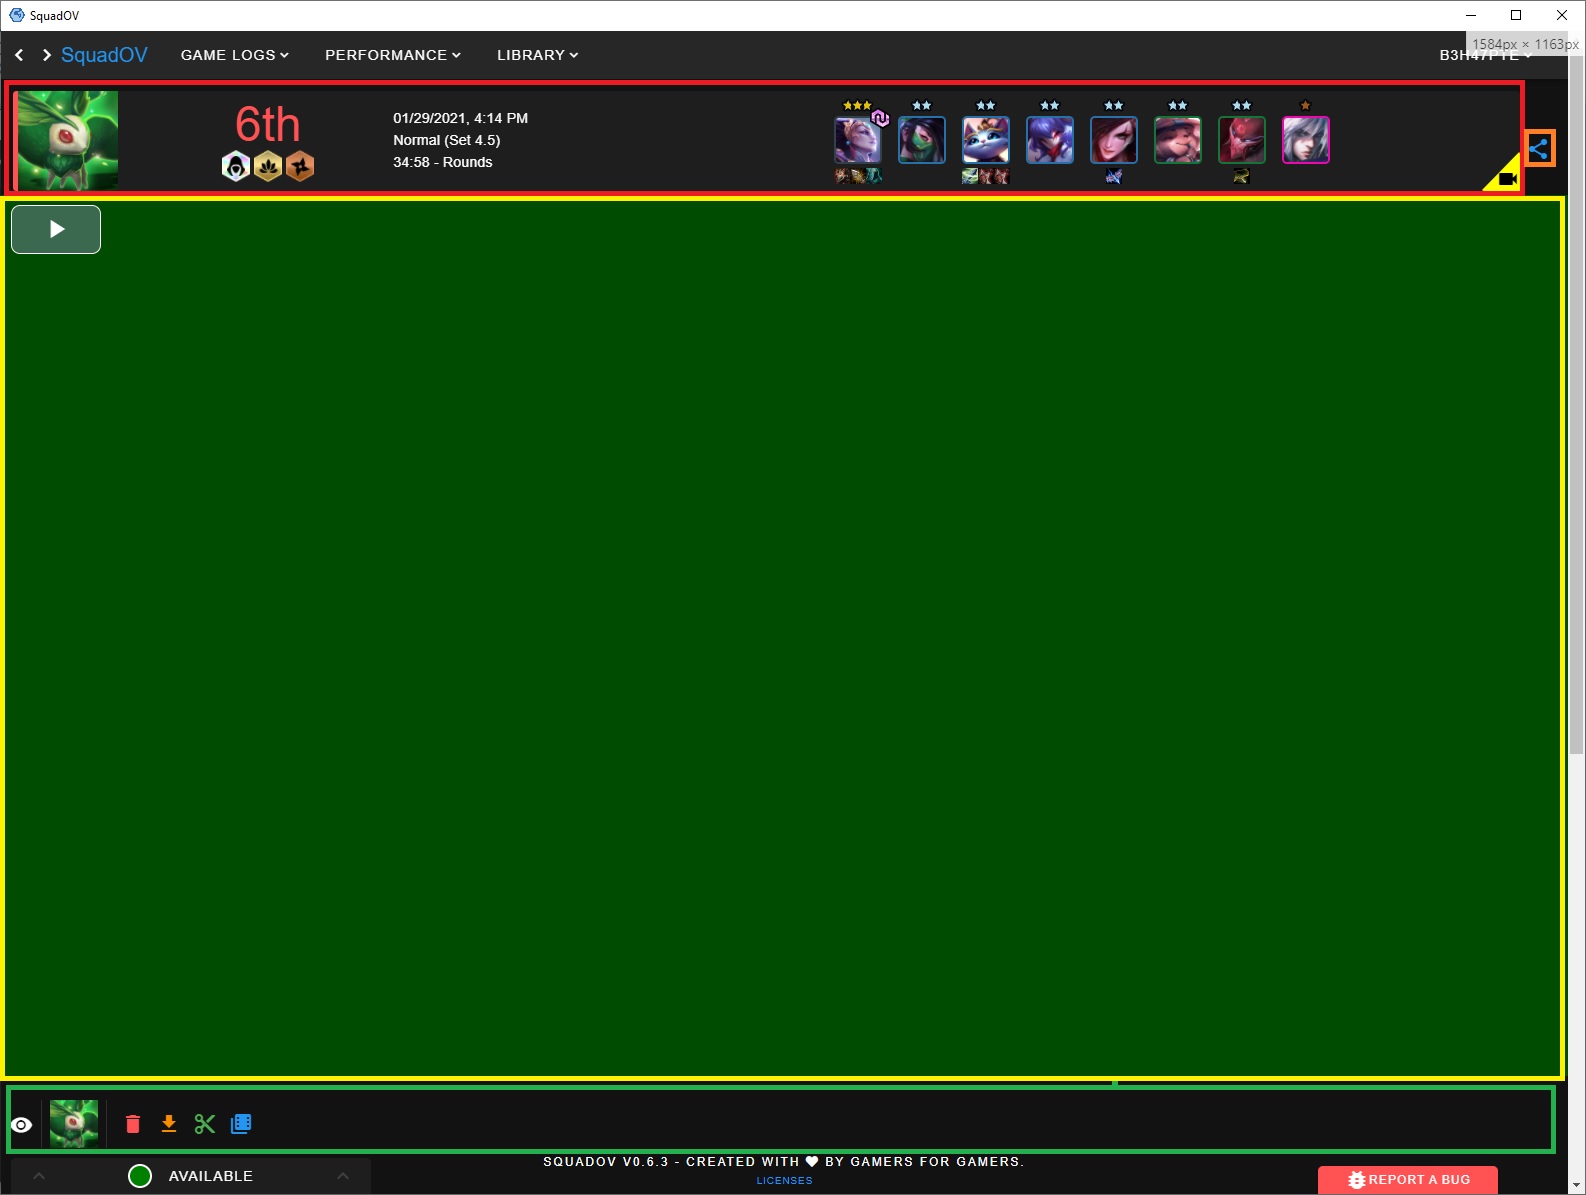 SquadOV
SquadOV GAME LOGS PERFORMANCE LIBRARY B3H47PTE
1584px × 1163px
6th
01/29/2021, 4:14 PM
Normal (Set 4.5)
34:58 - Rounds
AVAILABLE
SQUADOV V0.6.3 - CREATED WITH BY GAMERS FOR GAMERS.
LICENSES
REPORT A BUG